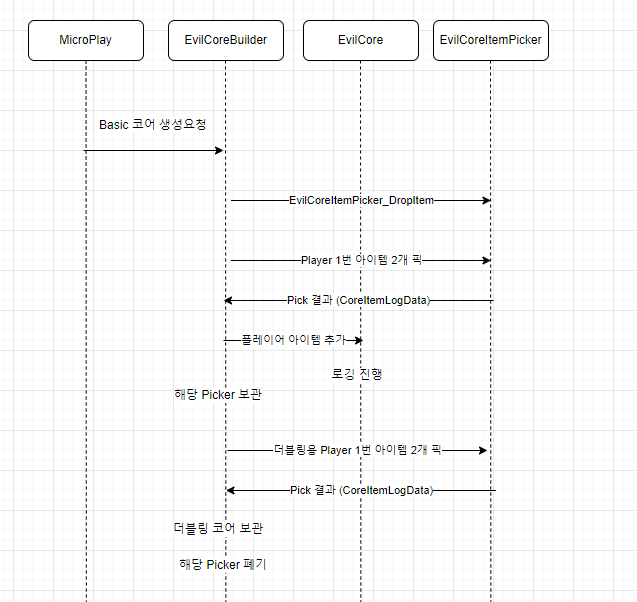 MicroPlay
EvilCoreBuilder
EvilCore
EvilCoreItemPicker
Basic 코어 생성요청
EvilCoreItemPicker_DropItem
Player 1번 아이템 2개 픽
Pick 결과 (CoreItemLogData)
플레이어 아이템 추가
로깅 진행
해당 Picker 보관
더블링용 Player 1번 아이템 2개 픽
Pick 결과 (CoreItemLogData)
더블링 코어 보관
해당 Picker 폐기